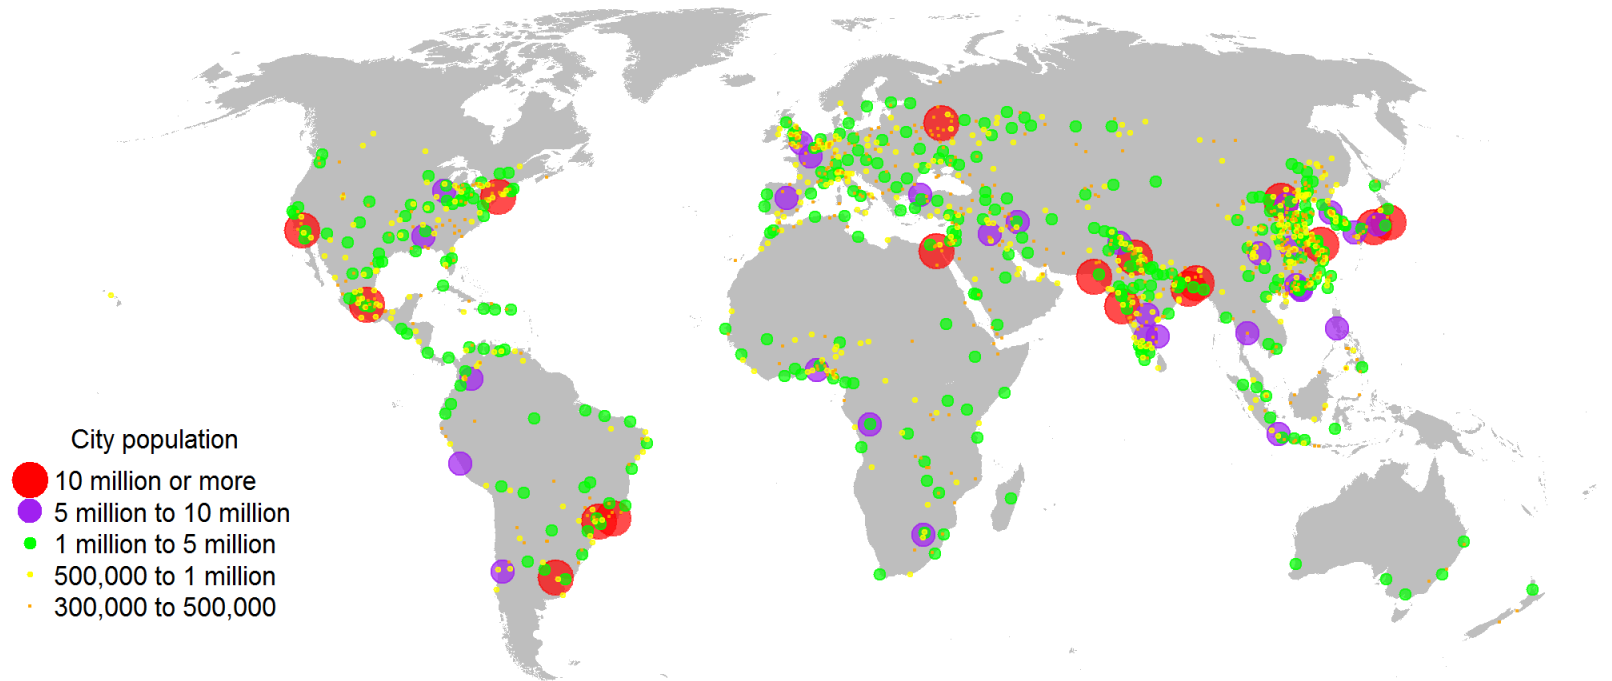 City population
10 million or more
5 million to 10 million
1 million to 5 million
500,000 to 1 million
300,000 to 500,000